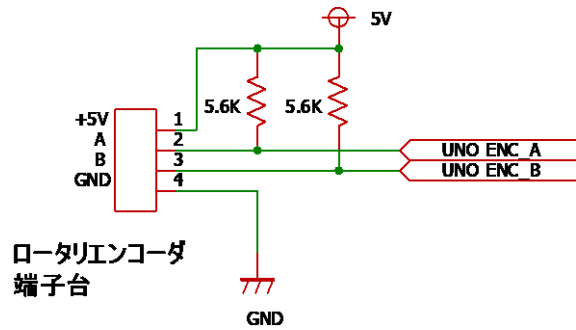 5V
5.6K 5.6K
+5V 1
A 2
B 3
GND 4
UNO ENC_A
UNO ENC_B
ロータリエンコーダ
端子台
GND